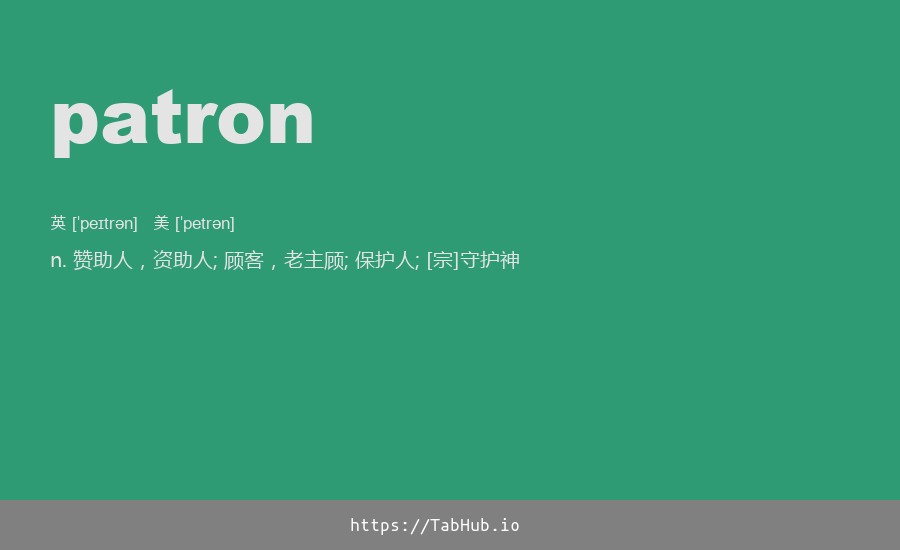 patron
英 [ˈpeɪtrən]   美 [ˈpetrən]
n. 赞助人，资助人; 顾客，老主顾; 保护人; [宗]守护神
https://TabHub.io